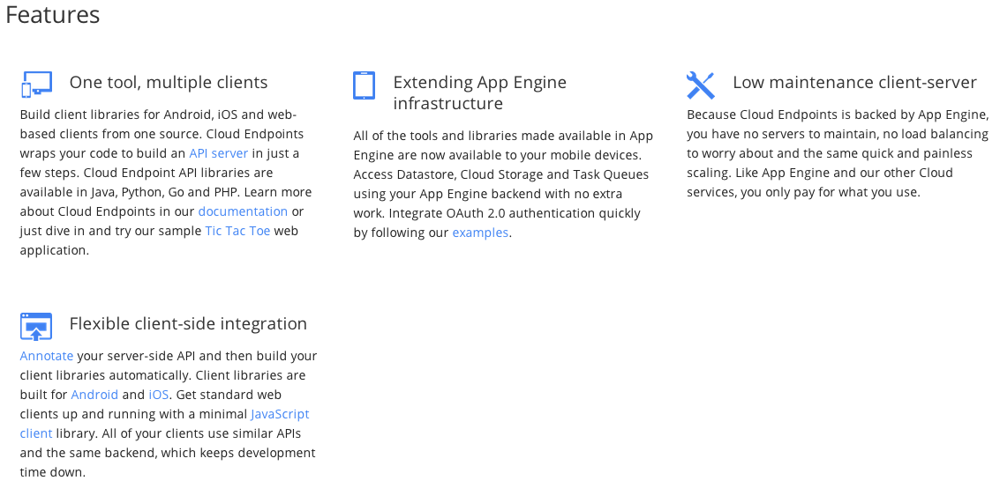 Features
One tool, multiple clients
Build client libraries for Android, iOS and web-
based clients from one source. Cloud Endpoints
wraps your code to build an API server in just a
few steps. Cloud Endpoint API libraries are
available in Java, Python, Go and PHP. Learn more
about Cloud Endpoints in our documentation or
just dive in and try our sample Tic Tac Toe web
application.
Extending App Engine
infrastructure
All of the tools and libraries made available in App
Engine are now available to your mobile devices.
Access Datastore, Cloud Storage and Task Queues
using your App Engine backend with no extra
work. Integrate OAuth 2.0 authentication quickly
by following our examples.
Low maintenance client-server
Because Cloud Endpoints is backed by App Engine,
you have no servers to maintain, no load balancing
to worry about and the same quick and painless
scaling. Like App Engine and our other Cloud
services, you only pay for what you use.
Flexible client-side integration
Annotate your server-side API and then build your
client libraries automatically. Client libraries are
built for Android and iOS. Get standard web
clients up and running with a minimal JavaScript
client library. All of your clients use similar APIs
and the same backend, which keeps development
time down.